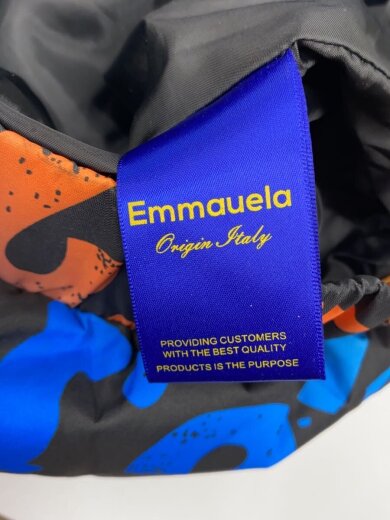 Emmauela
Origin Italy
PROVIDING CUSTOMERS
WITH THE BEST QUALITY
PRODUCTS IS THE PURPOSE